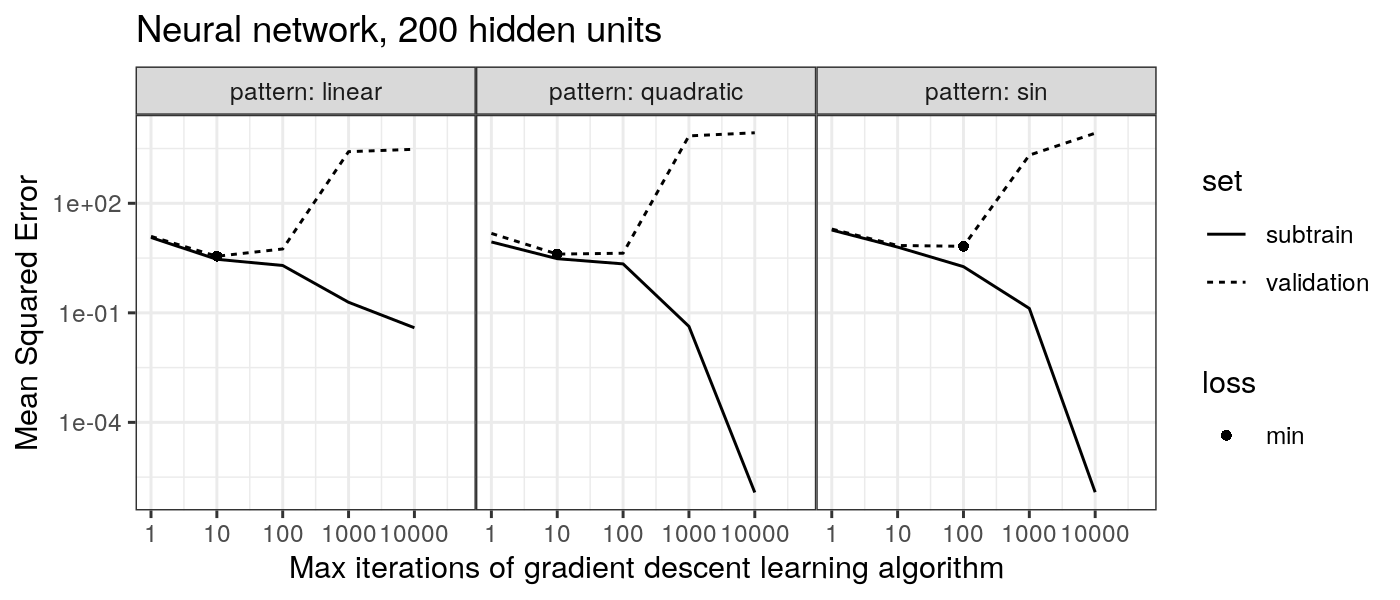 Neural network, 200 hidden units
pattern: linear
pattern: quadratic
pattern: sin
Mean Squared Error
1e+02
1e-01
1e-04
1 10 100 1000 10000
1 10 100 1000 10000
1 10 100 1000 10000
Max iterations of gradient descent learning algorithm
set
subtrain
validation
loss
min